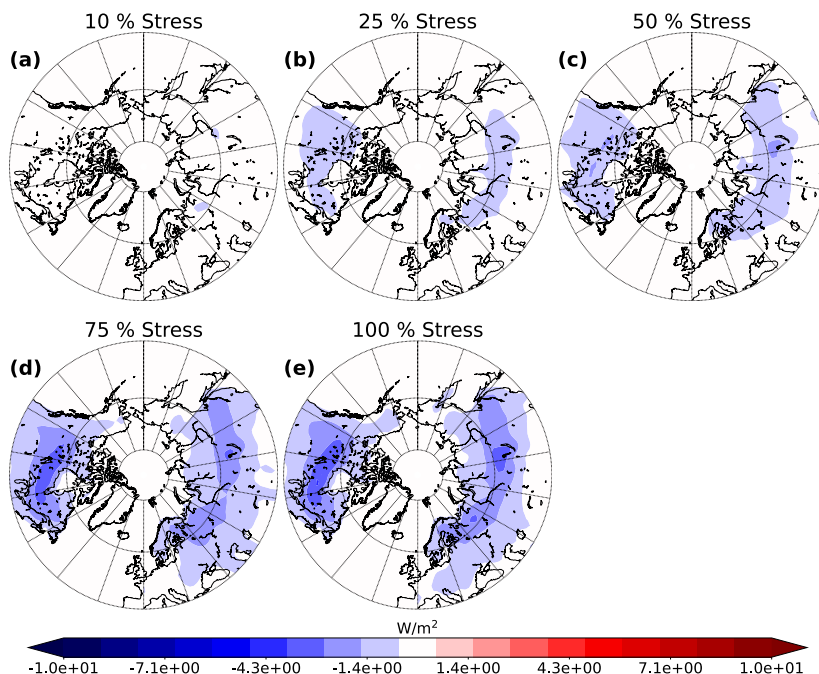 10 % Stress
25 % Stress
50 % Stress
(a)
(b)
(c)
75 % Stress
100 % Stress
(d)
(e)
W/m²
-1.0e+01 -7.1e+00 -4.3e+00 -1.4e+00 1.4e+00 4.3e+00 7.1e+00 1.0e+01